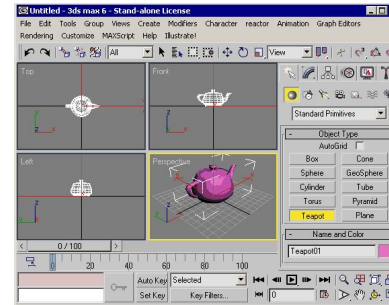 Untitled - 3ds max 6 - Stand-alone License
File Edit Tools Group Views Create Modifiers Character reactor Animation Graph Editors
Rendering Customize MAXScript Help Illustrate!
All
View
Top
Front
Left
Perspective
Standard Primitives
- Object Type
AutoGrid
Box Cone
Sphere GeoSphere
Cylinder Tube
Torus Pyramid
Teapot Plane
- Name and Color
Teapot01
< 0 / 100 >
0 20 40 60 80 100
Auto Key Selected
Set Key Key Filters...
0